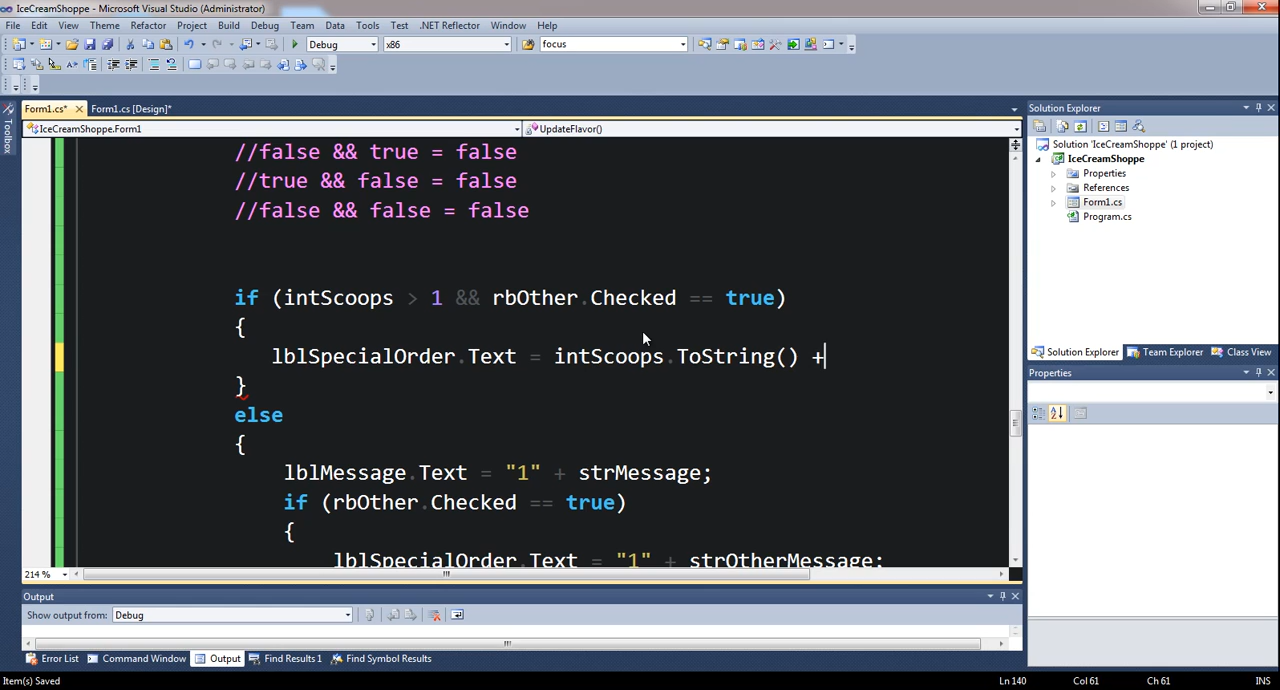 IceCreamShoppe - Microsoft Visual Studio (Administrator)
File Edit View Theme Refactor Project Build Debug Team Data Tools Test .NET Reflector Window Help
Debug x86 focus
Form1.cs* Form1.cs [Design]*
IceCreamShoppe.Form1 UpdateFlavor()
Toolbox
//false && true = false
//true && false = false
//false && false = false
if (intScoops > 1 && rbOther.Checked == true)
{
lblSpecialOrder.Text = intScoops.ToString() +
}
else
{
lblMessage.Text = "1" + strMessage;
if (rbOther.Checked == true)
{
lblSpecialOrder.Text = "1" + strOtherMessage;
214 %
Solution Explorer
Solution 'IceCreamShoppe' (1 project)
IceCreamShoppe
Properties
References
Form1.cs
Program.cs
Solution Explorer Team Explorer Class View
Properties
Output
Show output from: Debug
Error List Command Window Output Find Results 1 Find Symbol Results
Item(s) Saved Ln 140 Col 61 Ch 61 INS